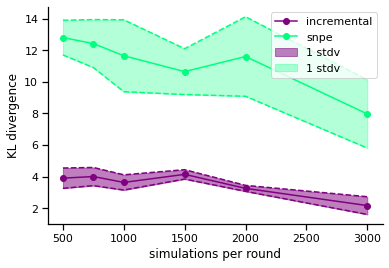 14
12
10
8
6
4
2
KL divergence
incremental
snpe
1 stdv
1 stdv
500 1000 1500 2000 2500 3000
simulations per round